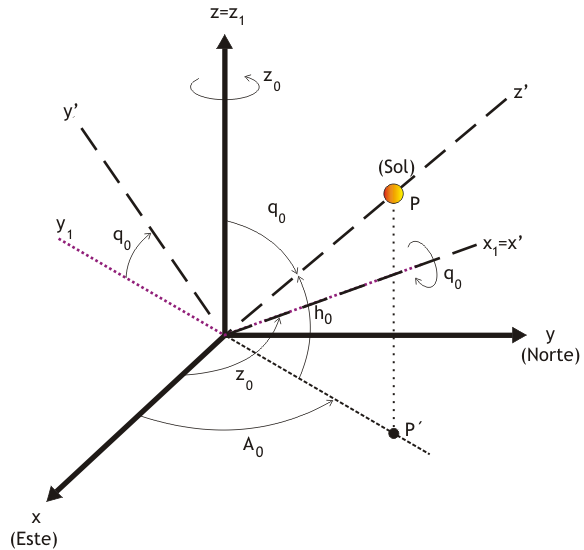 z=z1
z0
y’
z’
(Sol)
P
y1
q0
q0
x1=x’
q0
h0
y
(Norte)
z0
P´
A0
x
(Este)